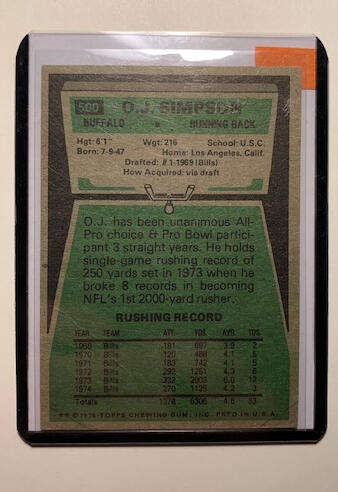 500 O.J. SIMPSON
BUFFALO ★ RUNNING BACK
Hgt: 6'1" Wgt: 216 School: U.S.C.
Born: 7-9-47 Home: Los Angeles, Calif.
Drafted: #1-1969 (Bills)
How Acquired: via draft
O.J. has been unanimous All-
Pro choice & Pro Bowl partici-
pant 3 straight years. He holds
single-game rushing record of
250 yards set in 1973 when he
broke 8 records in becoming
NFL's 1st 2000-yard rusher.
RUSHING RECORD
YEAR TEAM ATT. YDS. AVG. TDS
1969 Bills 181 697 3.9 2
1970 Bills 120 488 4.1 5
1971 Bills 183 742 4.1 5
1972 Bills 292 1251 4.3 6
1973 Bills 332 2003 6.0 12
1974 Bills 270 1125 4.2 3
Totals 1378 6306 4.6 33
** © 1975 TOPPS CHEWING GUM, INC. PRTD IN U.S.A.